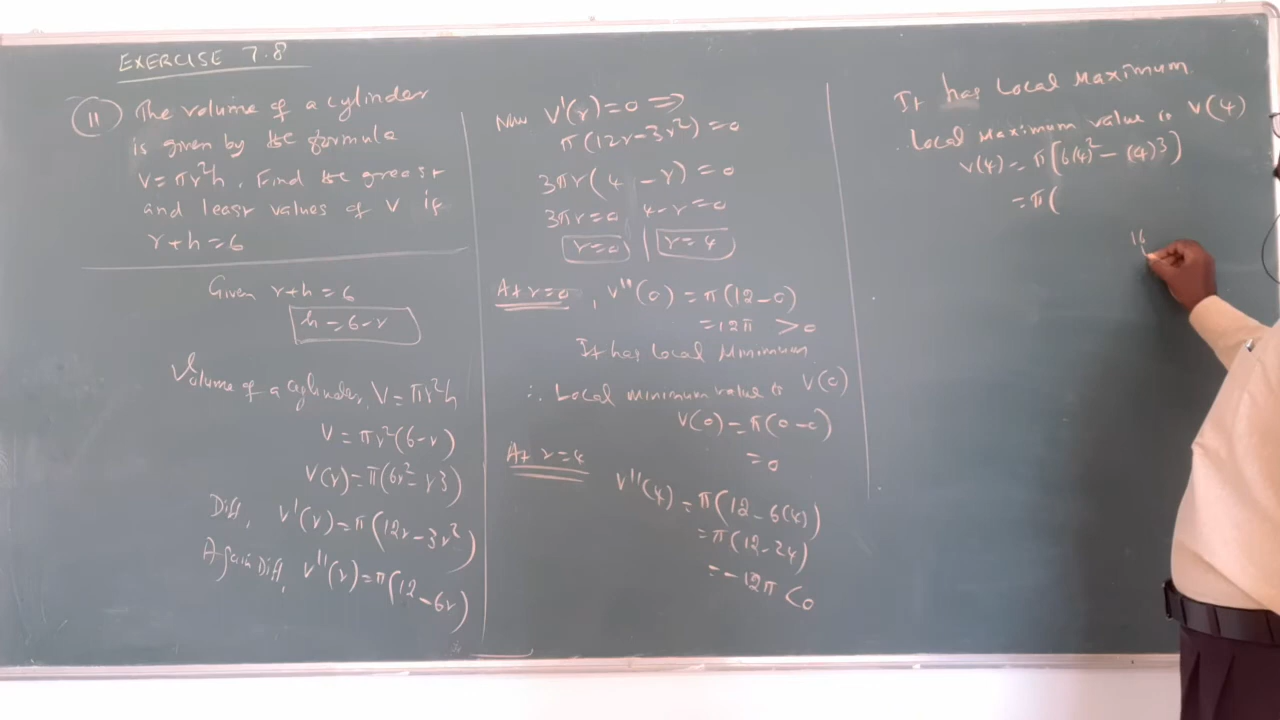 EXERCISE 7.8
11 The volume of a cylinder
is given by the formula
V=πr²h. Find the greast
and least values of V if
r+h=6
Given r+h=6
h=6-r
Volume of a cylinder, V=πr²h
V=πr²(6-r)
V(r)=π(6r²-r3)
Diff, V'(r)=π(12r-3r²)
Again Diff, V''(r)=π(12-6r)
Now V'(r)=0 ⇒
π(12r-3r²)=0
3πr(4-r)=0
3πr=0 4-r=0
r=0 | r=4
At r=0, V''(0)=π(12-0)
=12π >0
It has local Minimum
∴ Local minimum value is V(0)
V(0)=π(0-0)
=0
At r=4
V''(4)=π(12-6(4))
=π(12-24)
=-12π<0
It has Local Maximum
∴ Local Maximum value is V(4)
V(4)=π[6(4)²-(4)³)
=π(
16